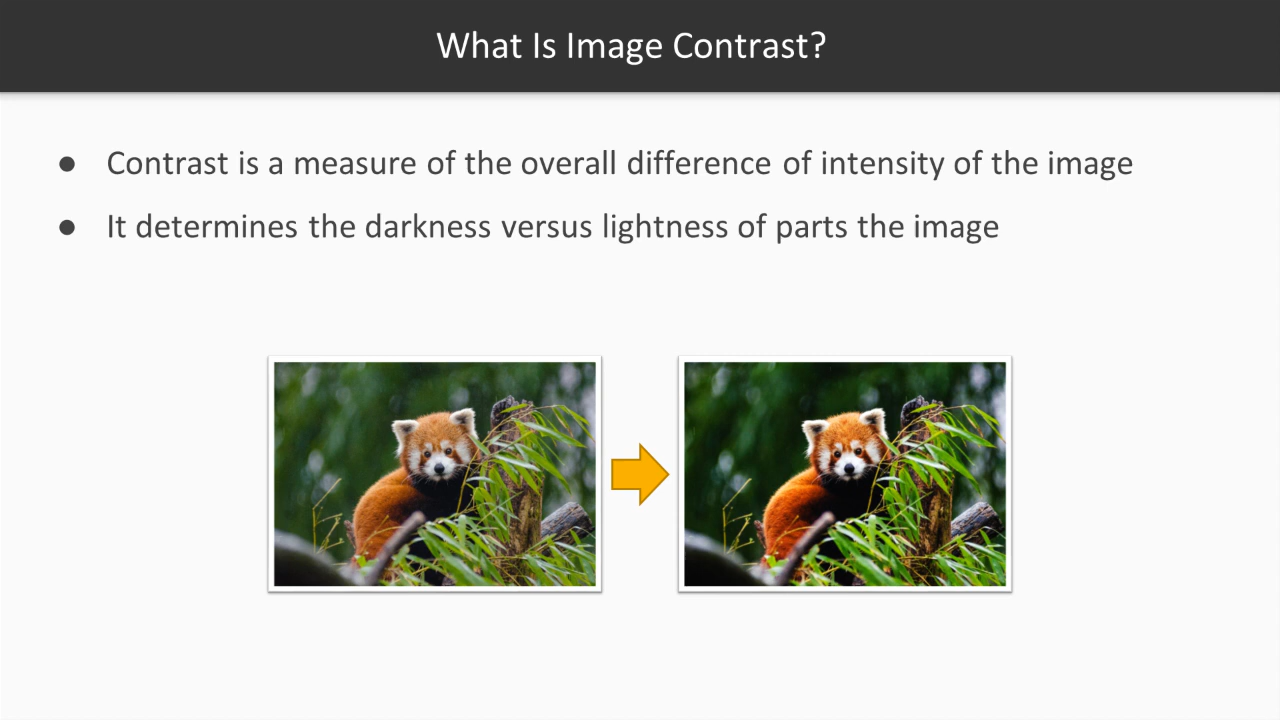 What Is Image Contrast?
● Contrast is a measure of the overall difference of intensity of the image
● It determines the darkness versus lightness of parts the image